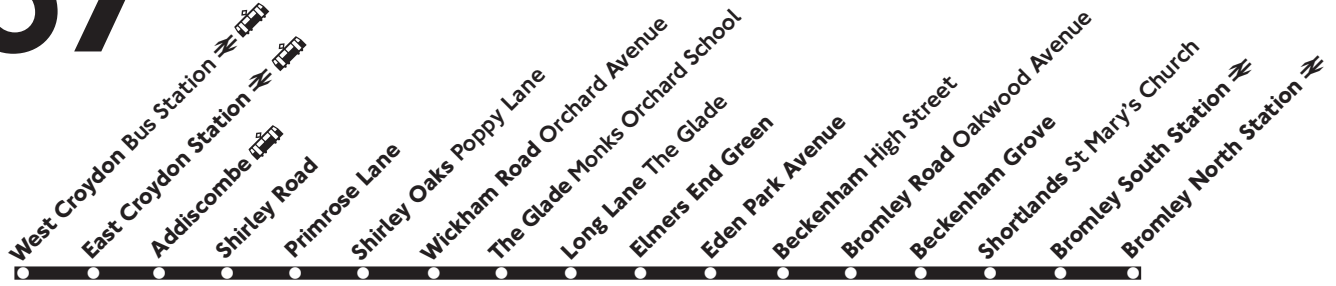 West Croydon Bus Station
East Croydon Station
Addiscombe
Shirley Road
Primrose Lane
Shirley Oaks Poppy Lane
Wickham Road Orchard Avenue
The Glade Monks Orchard School
Long Lane The Glade
Elmers End Green
Eden Park Avenue
Beckenham High Street
Bromley Road Oakwood Avenue
Beckenham Grove
Shortlands St Mary's Church
Bromley South Station
Bromley North Station